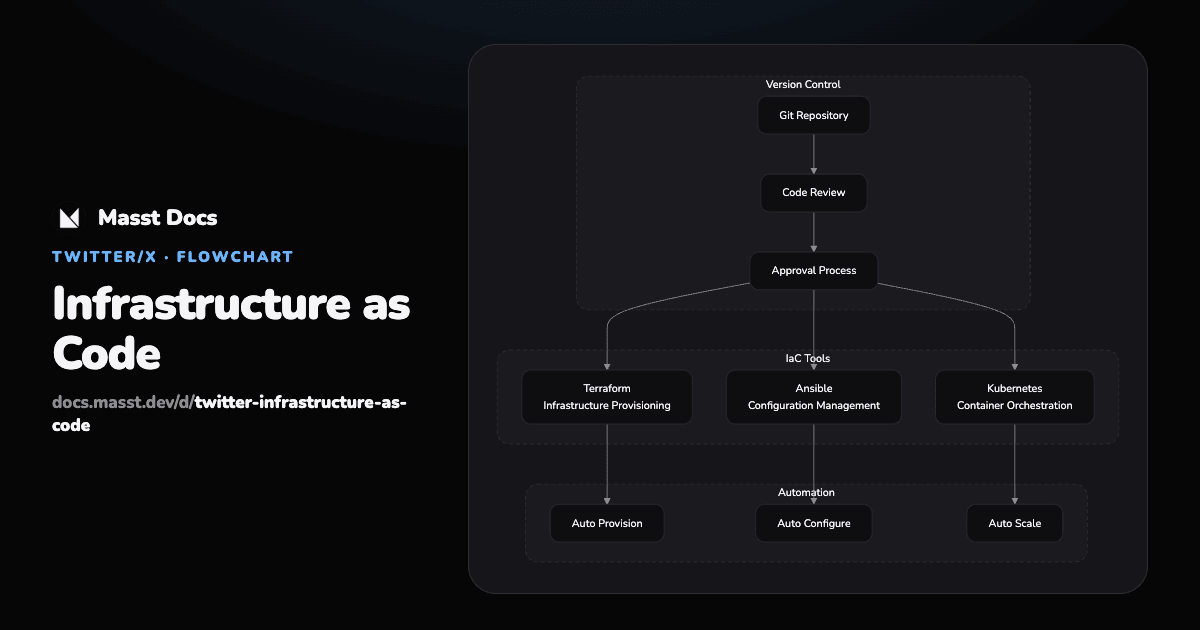 Masst Docs
TWITTER/X · FLOWCHART
Infrastructure as
Code
docs.masst.dev/d/twitter-infrastructure-as-
code
Version Control
Git Repository
Code Review
Approval Process
IaC Tools
Terraform
Infrastructure Provisioning
Ansible
Configuration Management
Kubernetes
Container Orchestration
Automation
Auto Provision
Auto Configure
Auto Scale